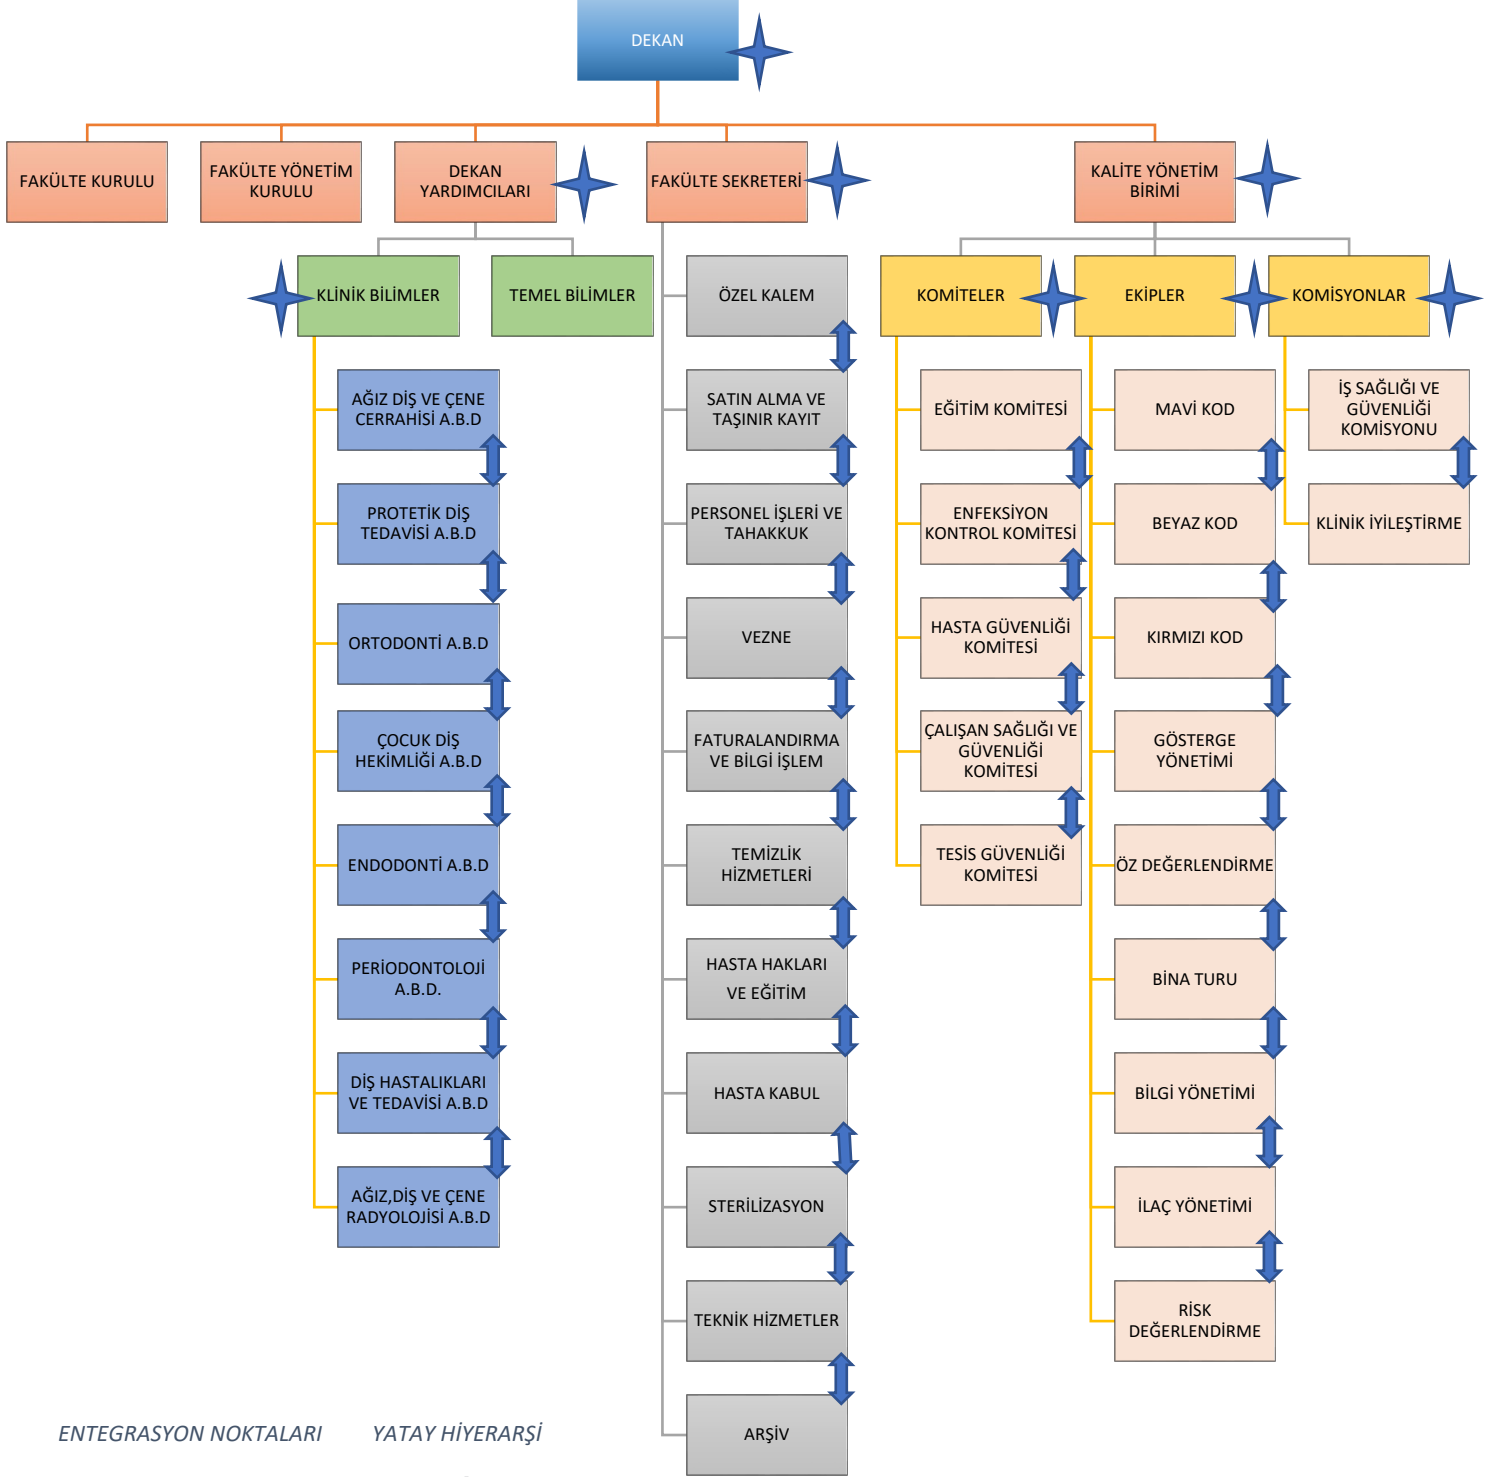 DEKAN
FAKÜLTE KURULU
FAKÜLTE YÖNETİM
KURULU
DEKAN
YARDIMCILARI
FAKÜLTE SEKRETERİ
KALİTE YÖNETİM
BİRİMİ
KLİNİK BİLİMLER
TEMEL BİLİMLER
AĞIZ DİŞ VE ÇENE
CERRAHİSİ A.B.D
PROTETİK DİŞ
TEDAVİSİ A.B.D
ORTODONTİ A.B.D
ÇOCUK DİŞ
HEKİMLİĞİ A.B.D
ENDODONTİ A.B.D
PERİODONTOLOJİ
A.B.D.
DİŞ HASTALIKLARI
VE TEDAVİSİ A.B.D
AĞIZ,DİŞ VE ÇENE
RADYOLOJİSİ A.B.D
ÖZEL KALEM
SATIN ALMA VE
TAŞINIR KAYIT
PERSONEL İŞLERİ VE
TAHAKKUK
VEZNE
FATURALANDIRMA
VE BİLGİ İŞLEM
TEMİZLİK
HİZMETLERİ
HASTA HAKLARI
VE EĞİTİM
HASTA KABUL
STERİLİZASYON
TEKNİK HİZMETLER
ARŞİV
KOMİTELER
EĞİTİM KOMİTESİ
ENFEKSİYON
KONTROL KOMİTESİ
HASTA GÜVENLİĞİ
KOMİTESİ
ÇALIŞAN SAĞLIĞI VE
GÜVENLİĞİ
KOMİTESİ
TESİS GÜVENLİĞİ
KOMİTESİ
EKİPLER
MAVİ KOD
BEYAZ KOD
KIRMIZI KOD
GÖSTERGE
YÖNETİMİ
ÖZ DEĞERLENDİRME
BİNA TURU
BİLGİ YÖNETİMİ
İLAÇ YÖNETİMİ
RİSK
DEĞERLENDİRME
KOMİSYONLAR
İŞ SAĞLIĞI VE
GÜVENLİĞİ
KOMİSYONU
KLİNİK İYİLEŞTİRME
ENTEGRASYON NOKTALARI YATAY HİYERARŞİ